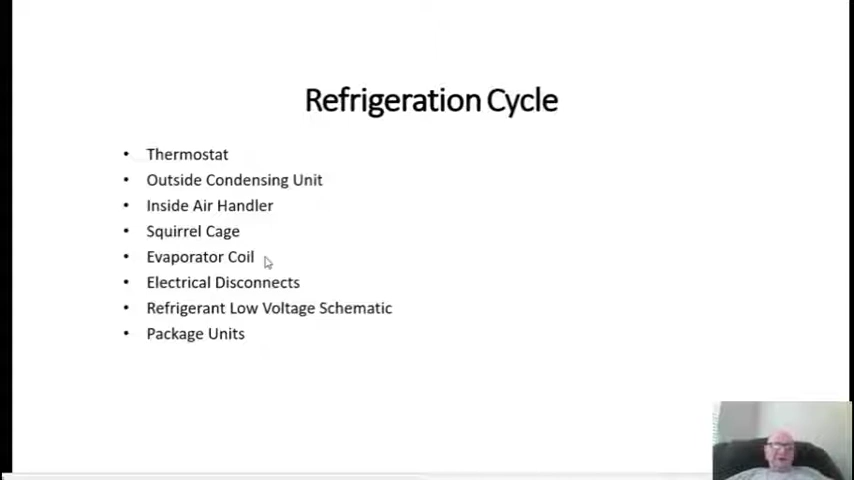 Refrigeration Cycle
• Thermostat
• Outside Condensing Unit
• Inside Air Handler
• Squirrel Cage
• Evaporator Coil
• Electrical Disconnects
• Refrigerant Low Voltage Schematic
• Package Units